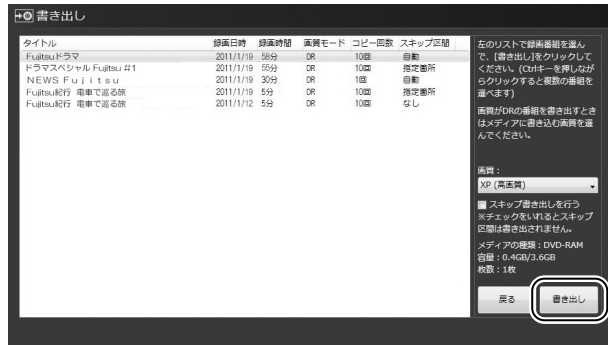 書き出し
タイトル 録画日時 録画時間 画質モード コピー回数 スキップ区間
Fujitsuドラマ 2011/1/19 58分 DR 10回 自動
ドラマスペシャル Fujitsu #1 2011/1/19 55分 DR 10回 指定箇所
NEWS Fujitsu 2011/1/19 30分 DR 1回 自動
Fujitsu紀行 電車で巡る旅 2011/1/19 5分 DR 10回 指定箇所
Fujitsu紀行 電車で巡る旅 2011/1/12 5分 DR 10回 なし
左のリストで録画番組を選ん
で、[書き出し]をクリックして
ください。(Ctrlキーを押しなが
らクリックすると複数の番組を
選べます)
画質がDRの番組を書き出すとき
はメディアに書き込む画質を選
んでください。
画質：
XP (高画質)
スキップ書き出しを行う
※チェックをいれるとスキップ
区間は書き出されません。
メディアの種類：DVD-RAM
容量：0.4GB/3.6GB
枚数：1枚
戻る 書き出し